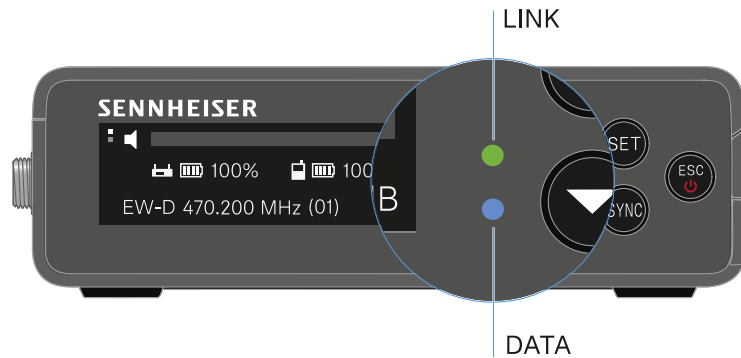 LINK
SENNHEISER
SET
100% 100
ESC
EW-D 470.200 MHz (01)
SYNC
DATA